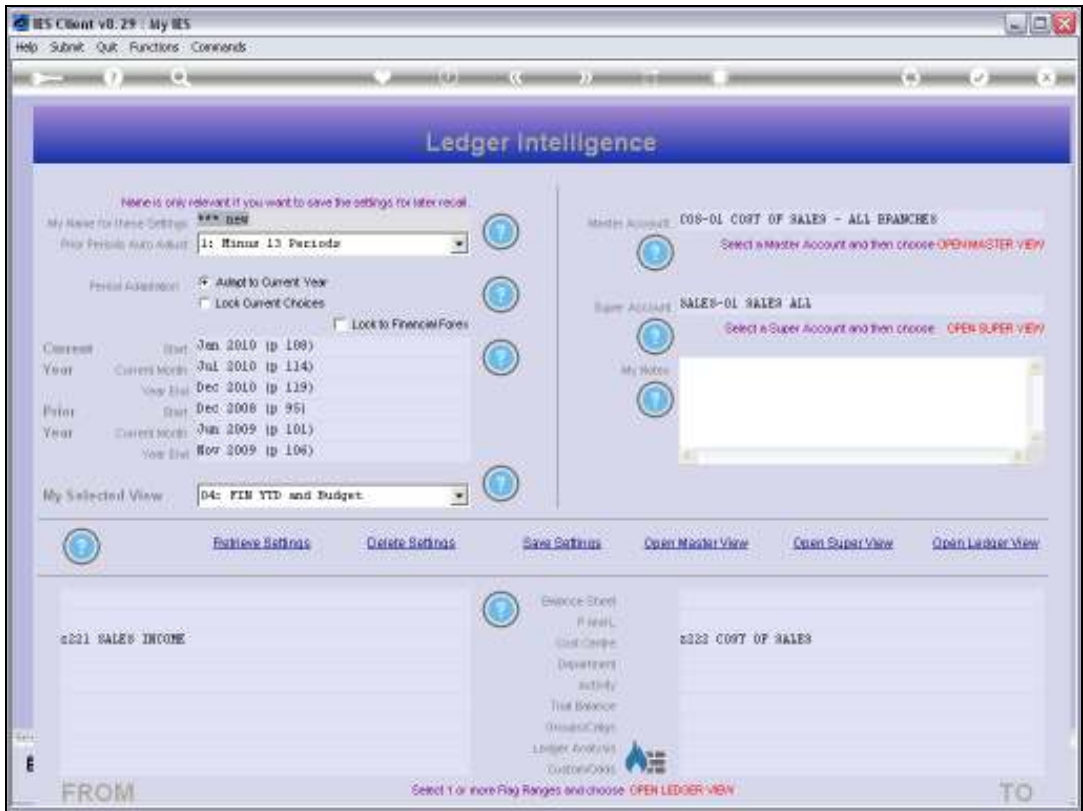 IES Client v8.29 : My IES
Help Submit Quit Functions Commands
Ledger Intelligence
Name is only relevant if you want to save the settings for later recall.
My Name for these Settings *** new
Prior Periods Auto Adjust 1: Minus 13 Periods
Period Adaptation Adapt to Current Year
Lock Current Choices
Lock to Financial Forex
Current Year Start Jan 2010 (p 108)
Current Month Jul 2010 (p 114)
Year End Dec 2010 (p 119)
Prior Year Start Dec 2008 (p 95)
Current Month Jun 2009 (p 101)
Year End Nov 2009 (p 106)
My Selected View 04: FIN YTD and Budget
Master Account COS-01 COST OF SALES - ALL BRANCHES
Select a Master Account and then choose OPEN MASTER VIEW
Super Account SALES-01 SALES ALL
Select a Super Account and then choose OPEN SUPER VIEW
My Notes
Retrieve Settings Delete Settings Save Settings Open Master View Open Super View Open Ledger View
Balance Sheet
P and L
z221 SALES INCOME Cost Centre z222 COST OF SALES
Department
Activity
Trial Balance
Ledger Analysis
Custom/Odds
FROM Select 1 or more Flag Ranges and choose OPEN LEDGER VIEW TO